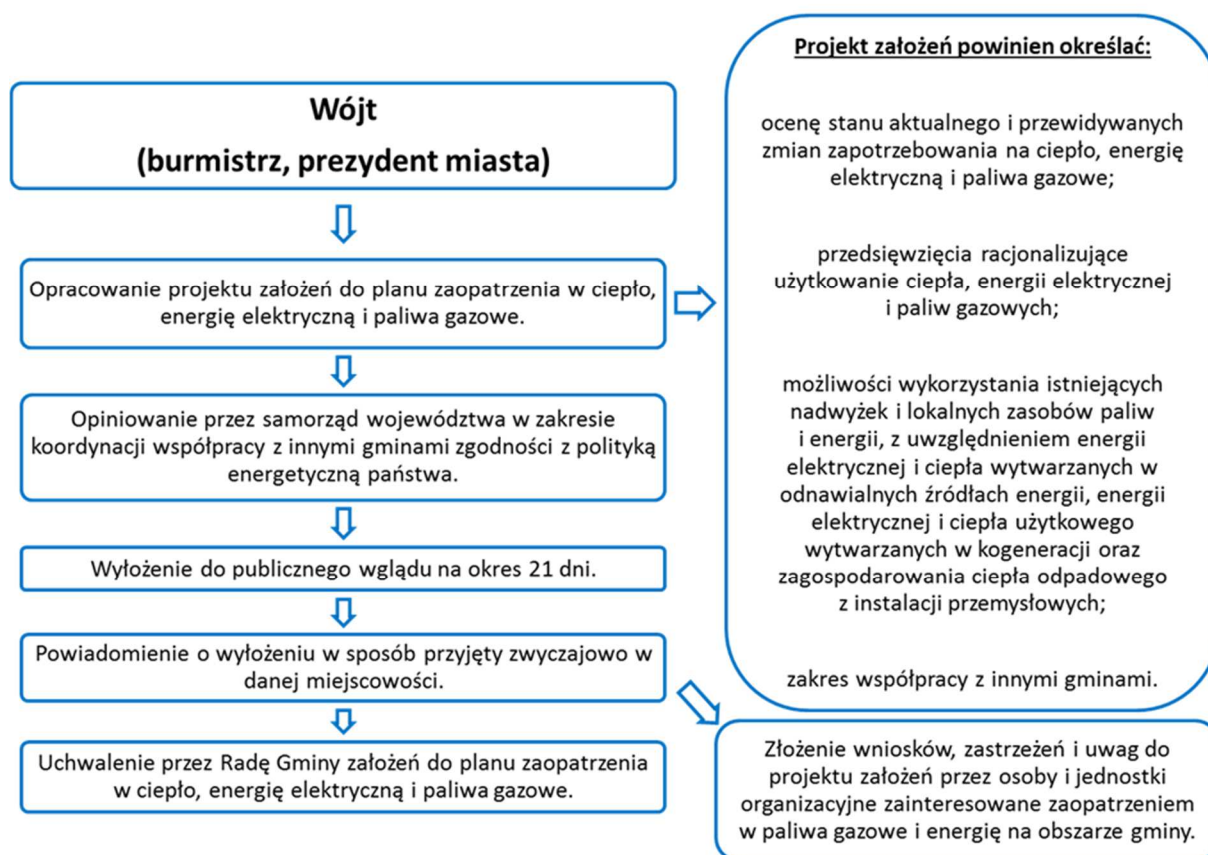 Wójt
(burmistrz, prezydent miasta)
Opracowanie projektu założeń do planu zaopatrzenia w ciepło,
energię elektryczną i paliwa gazowe.
Opiniowanie przez samorząd województwa w zakresie
koordynacji współpracy z innymi gminami zgodności z polityką
energetyczną państwa.
Wyłożenie do publicznego wglądu na okres 21 dni.
Powiadomienie o wyłożeniu w sposób przyjęty zwyczajowo w
danej miejscowości.
Uchwalenie przez Radę Gminy założeń do planu zaopatrzenia
w ciepło, energię elektryczną i paliwa gazowe.
Projekt założeń powinien określać:
ocenę stanu aktualnego i przewidywanych
zmian zapotrzebowania na ciepło, energię
elektryczną i paliwa gazowe;
przedsięwzięcia racjonalizujące
użytkowanie ciepła, energii elektrycznej
i paliw gazowych;
możliwości wykorzystania istniejących
nadwyżek i lokalnych zasobów paliw
i energii, z uwzględnieniem energii
elektrycznej i ciepła wytwarzanych w
odnawialnych źródłach energii, energii
elektrycznej i ciepła użytkowego
wytwarzanych w kogeneracji oraz
zagospodarowania ciepła odpadowego
z instalacji przemysłowych;
zakres współpracy z innymi gminami.
Złożenie wniosków, zastrzeżeń i uwag do
projektu założeń przez osoby i jednostki
organizacyjne zainteresowane zaopatrzeniem
w paliwa gazowe i energię na obszarze gminy.